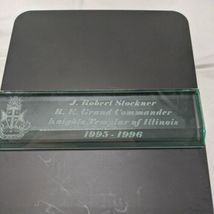 J. Robert Stockner
R. E. Grand Commander
Knights Templar of Illinois
1995-1996